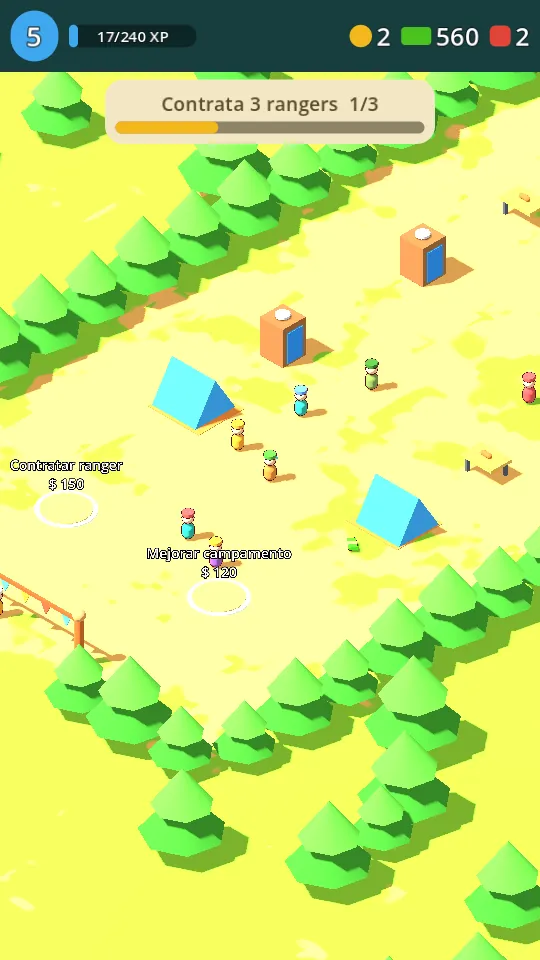 5
17/240 XP
2
560
2
Contrata 3 rangers 1/3
Contratar ranger
$ 150
Mejorar campamento
$ 120